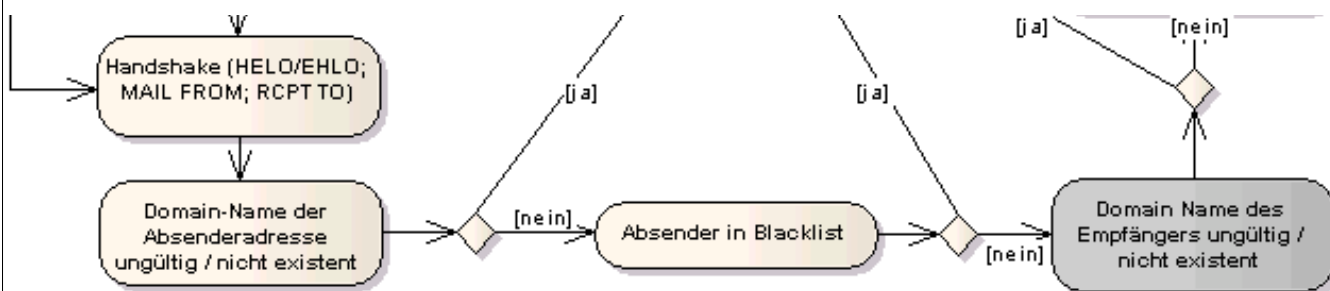 [ja]
[nein]
Handshake (HELO/EHLO;
MAIL FROM; RCPT TO)
[ja]
[ja]
Domain-Name der
Absenderadresse
ungültig / nicht existent
[nein]
Absender in Blacklist
[nein]
Domain Name des
Empfängers ungültig /
nicht existent